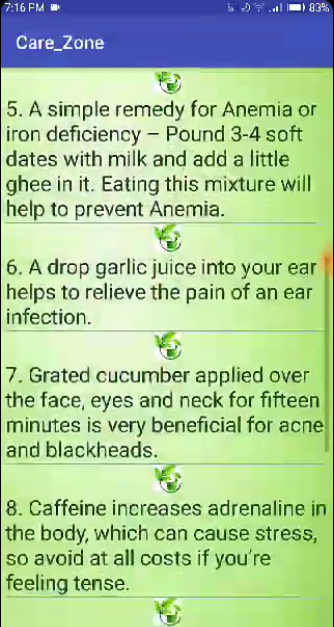 7:16 PM 83%
Care_Zone
5. A simple remedy for Anemia or
iron deficiency – Pound 3-4 soft
dates with milk and add a little
ghee in it. Eating this mixture will
help to prevent Anemia.
6. A drop garlic juice into your ear
helps to relieve the pain of an ear
infection.
7. Grated cucumber applied over
the face, eyes and neck for fifteen
minutes is very beneficial for acne
and blackheads.
8. Caffeine increases adrenaline in
the body, which can cause stress,
so avoid at all costs if you're
feeling tense.